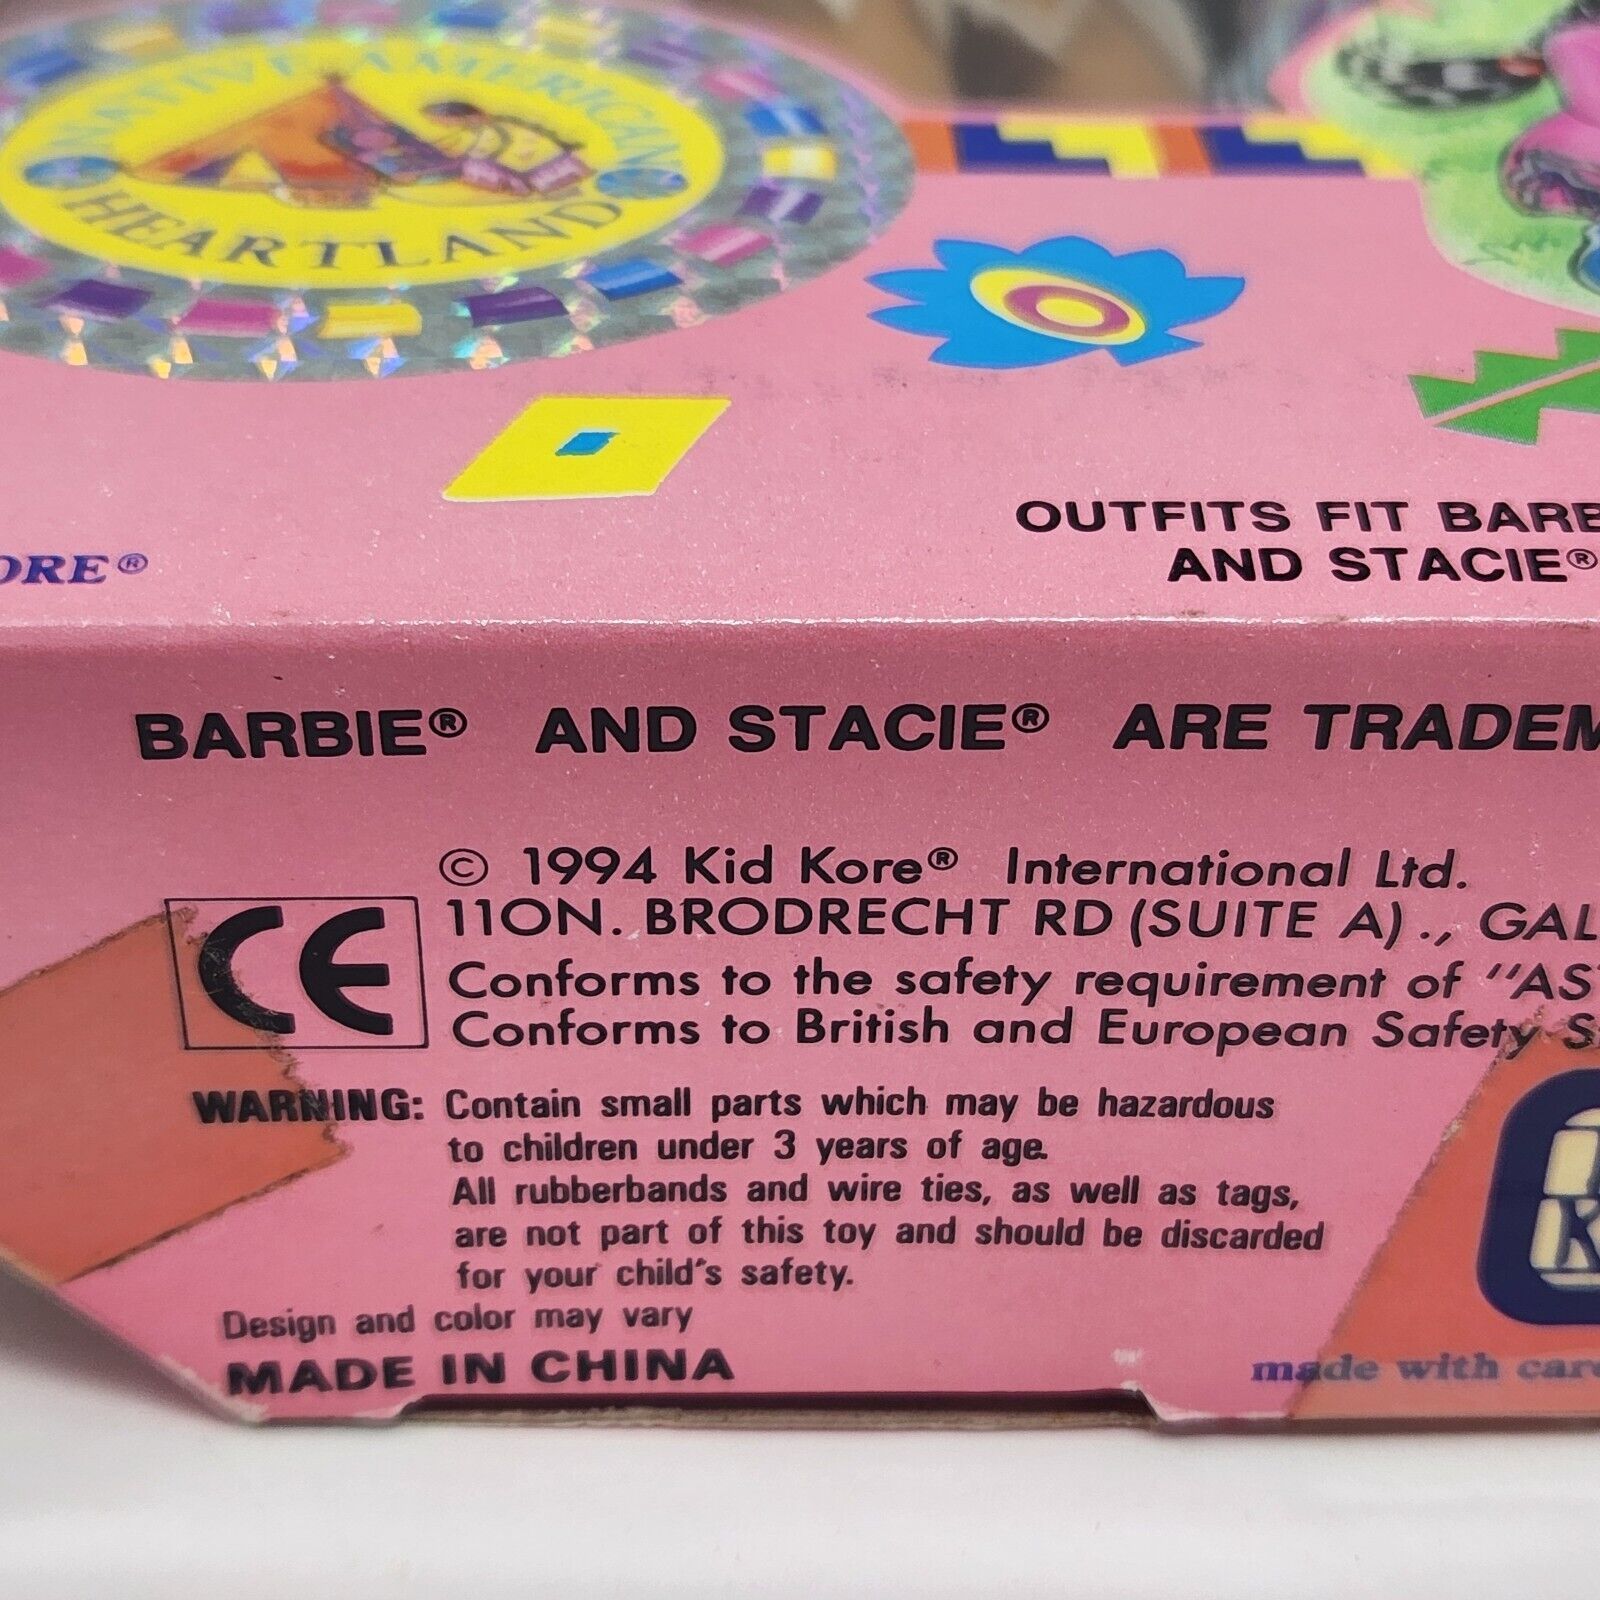 NATIVE AMERICAN
HEARTLAND
ORE®
OUTFITS FIT BARB
AND STACIE®
BARBIE® AND STACIE® ARE TRADEM
© 1994 Kid Kore® International Ltd.
CE
11ON. BRODRECHT RD (SUITE A) ., GAL
Conforms to the safety requirement of "AS
Conforms to British and European Safety S
WARNING: Contain small parts which may be hazardous
to children under 3 years of age.
All rubberbands and wire ties, as well as tags,
are not part of this toy and should be discarded
for your child's safety.
Design and color may vary
K
MADE IN CHINA
made with care